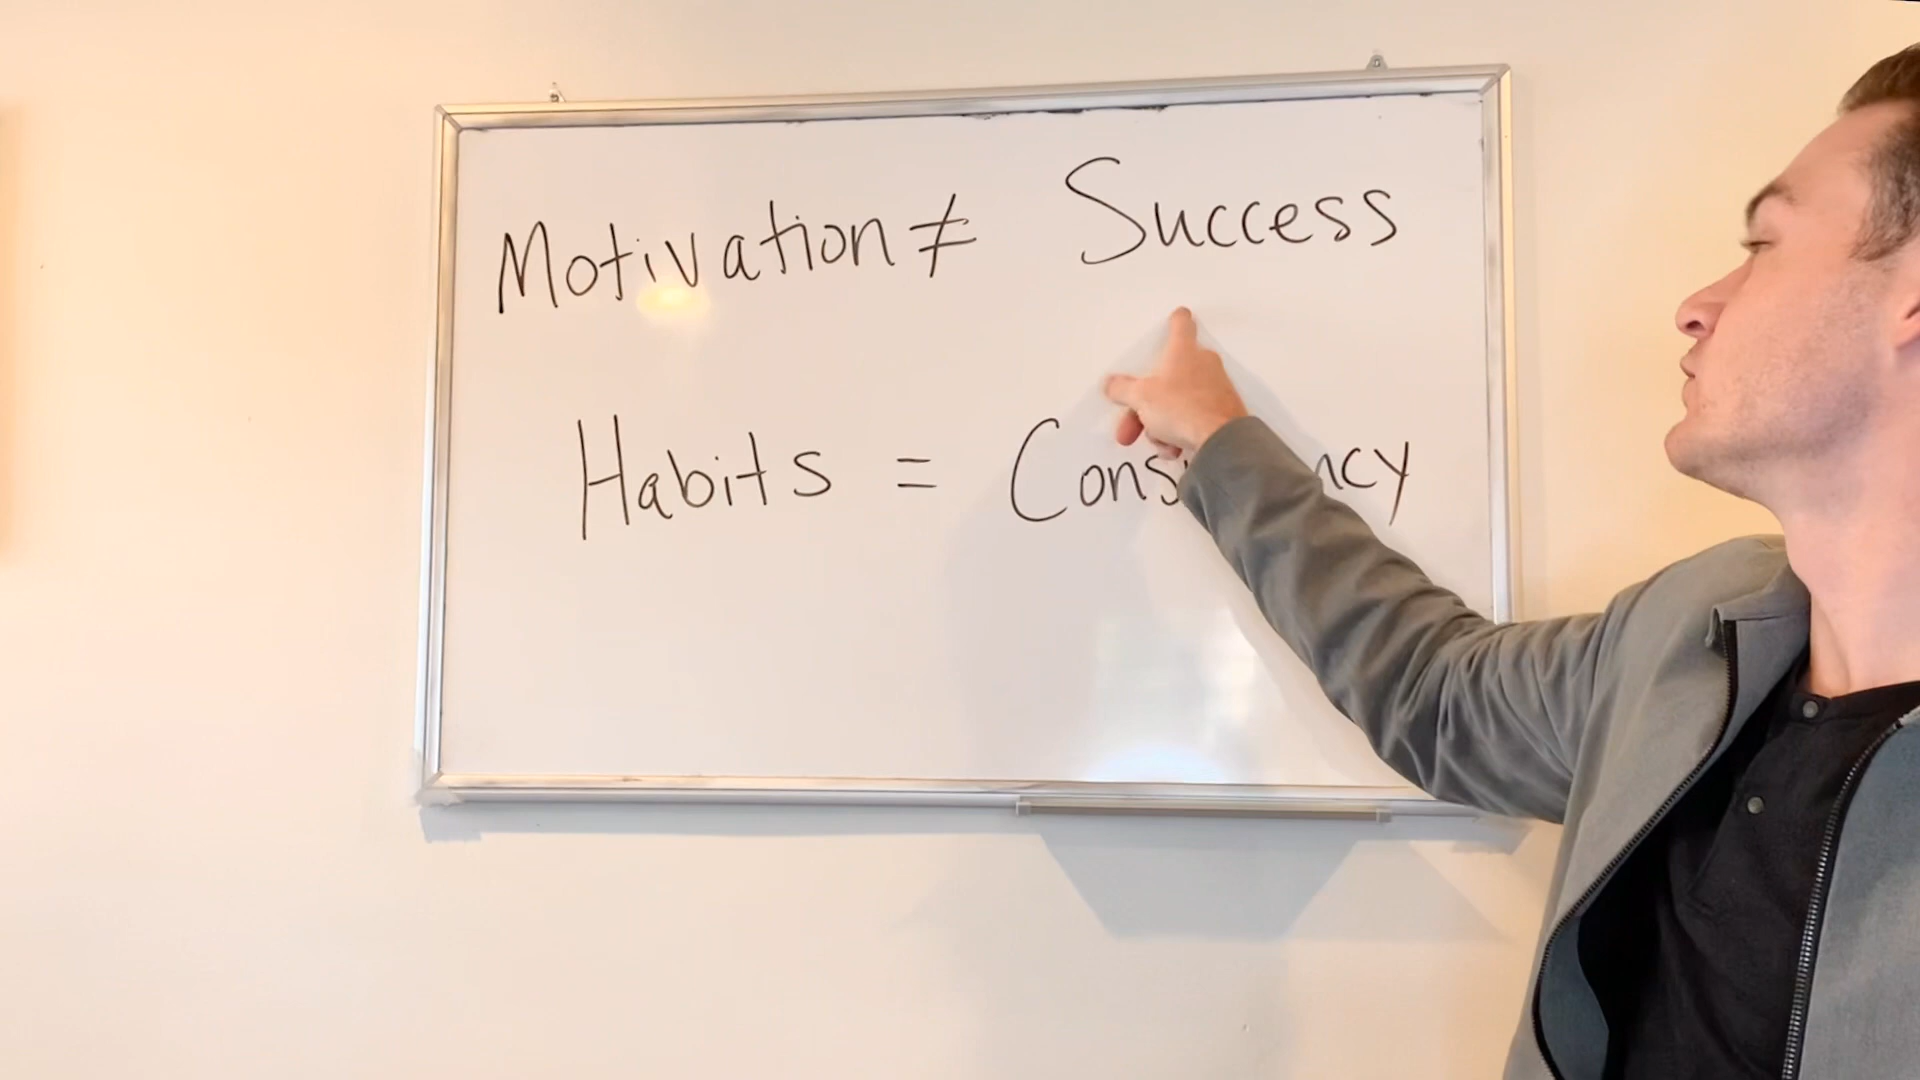 Motivation ≠ Success
Habits =